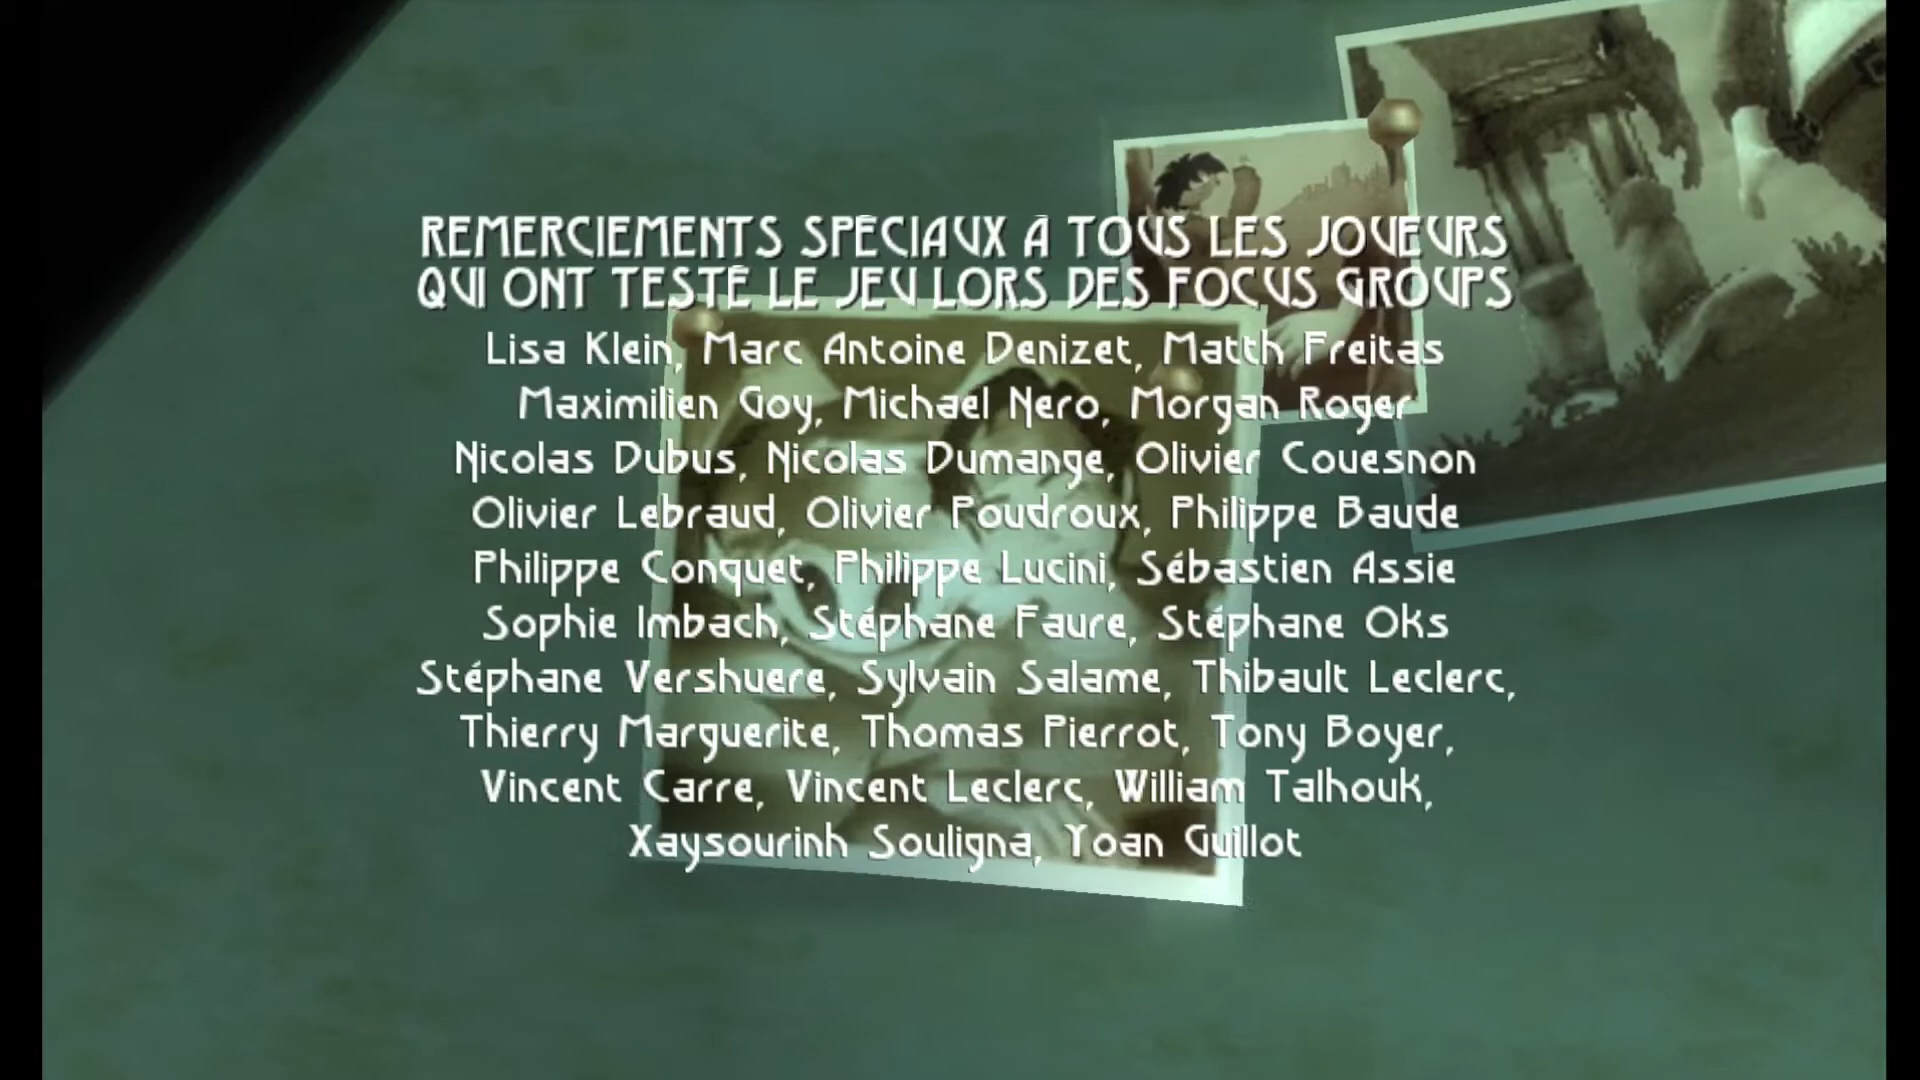 REMERCIEMENTS SPÉCIAUX À TOUS LES JOUEURS
QUI ONT TESTÉ LE JEU LORS DES FOCUS GROUPS
Lisa Klein, Marc Antoine Denizet, Matth Freitas
Maximilien Goy, Michael Nero, Morgan Roger
Nicolas Dubus, Nicolas Dumange, Olivier Couesnon
Olivier Lebraud, Olivier Poudroux, Philippe Baude
Philippe Conquet, Philippe Lucini, Sébastien Assie
Sophie Imbach, Stéphane Faure, Stéphane Oks
Stéphane Vershuere, Sylvain Salame, Thibault Leclerc,
Thierry Marguerite, Thomas Pierrot, Tony Boyer,
Vincent Carre, Vincent Leclerc, William Talhouk,
Xaysourinh Souligna, Yoan Guillot